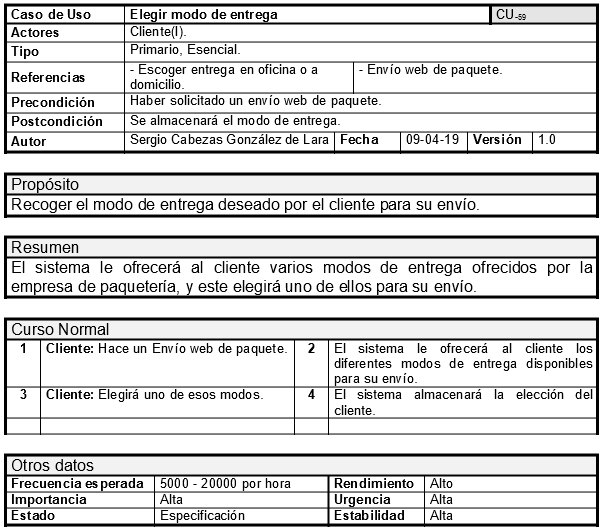 Caso de Uso Elegir modo de entrega CU-59
Actores Cliente(I).
Tipo Primario, Esencial.
Referencias - Escoger entrega en oficina o a domicilio. - Envío web de paquete.
Precondición Haber solicitado un envío web de paquete.
Postcondición Se almacenará el modo de entrega.
Autor Sergio Cabezas González de Lara Fecha 09-04-19 Versión 1.0
Propósito
Recoger el modo de entrega deseado por el cliente para su envío.
Resumen
El sistema le ofrecerá al cliente varios modos de entrega ofrecidos por la
empresa de paquetería, y este elegirá uno de ellos para su envío.
Curso Normal
1 Cliente: Hace un Envío web de paquete. 2 El sistema le ofrecerá al cliente los
diferentes modos de entrega disponibles
para su envío.
3 Cliente: Elegirá uno de esos modos. 4 El sistema almacenará la elección del
cliente.
Otros datos
Frecuencia esperada 5000 - 20000 por hora Rendimiento Alto
Importancia Alta Urgencia Alta
Estado Especificación Estabilidad Alta